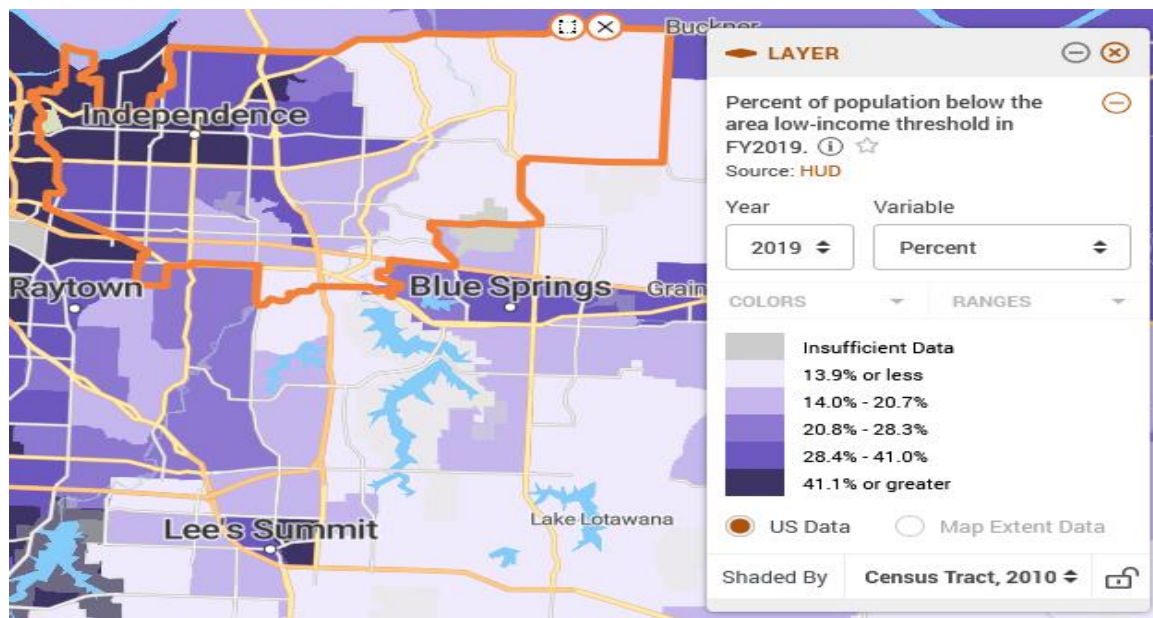 Buckner
Independence
Raytown
Blue Springs
Grain
Lee's Summit
Lake Lotawana
LAYER
Percent of population below the
area low-income threshold in
FY2019.
Source: HUD
Year
Variable
2019
Percent
COLORS
RANGES
Insufficient Data
13.9% or less
14.0% - 20.7%
20.8% - 28.3%
28.4% - 41.0%
41.1% or greater
US Data
Map Extent Data
Shaded By
Census Tract, 2010